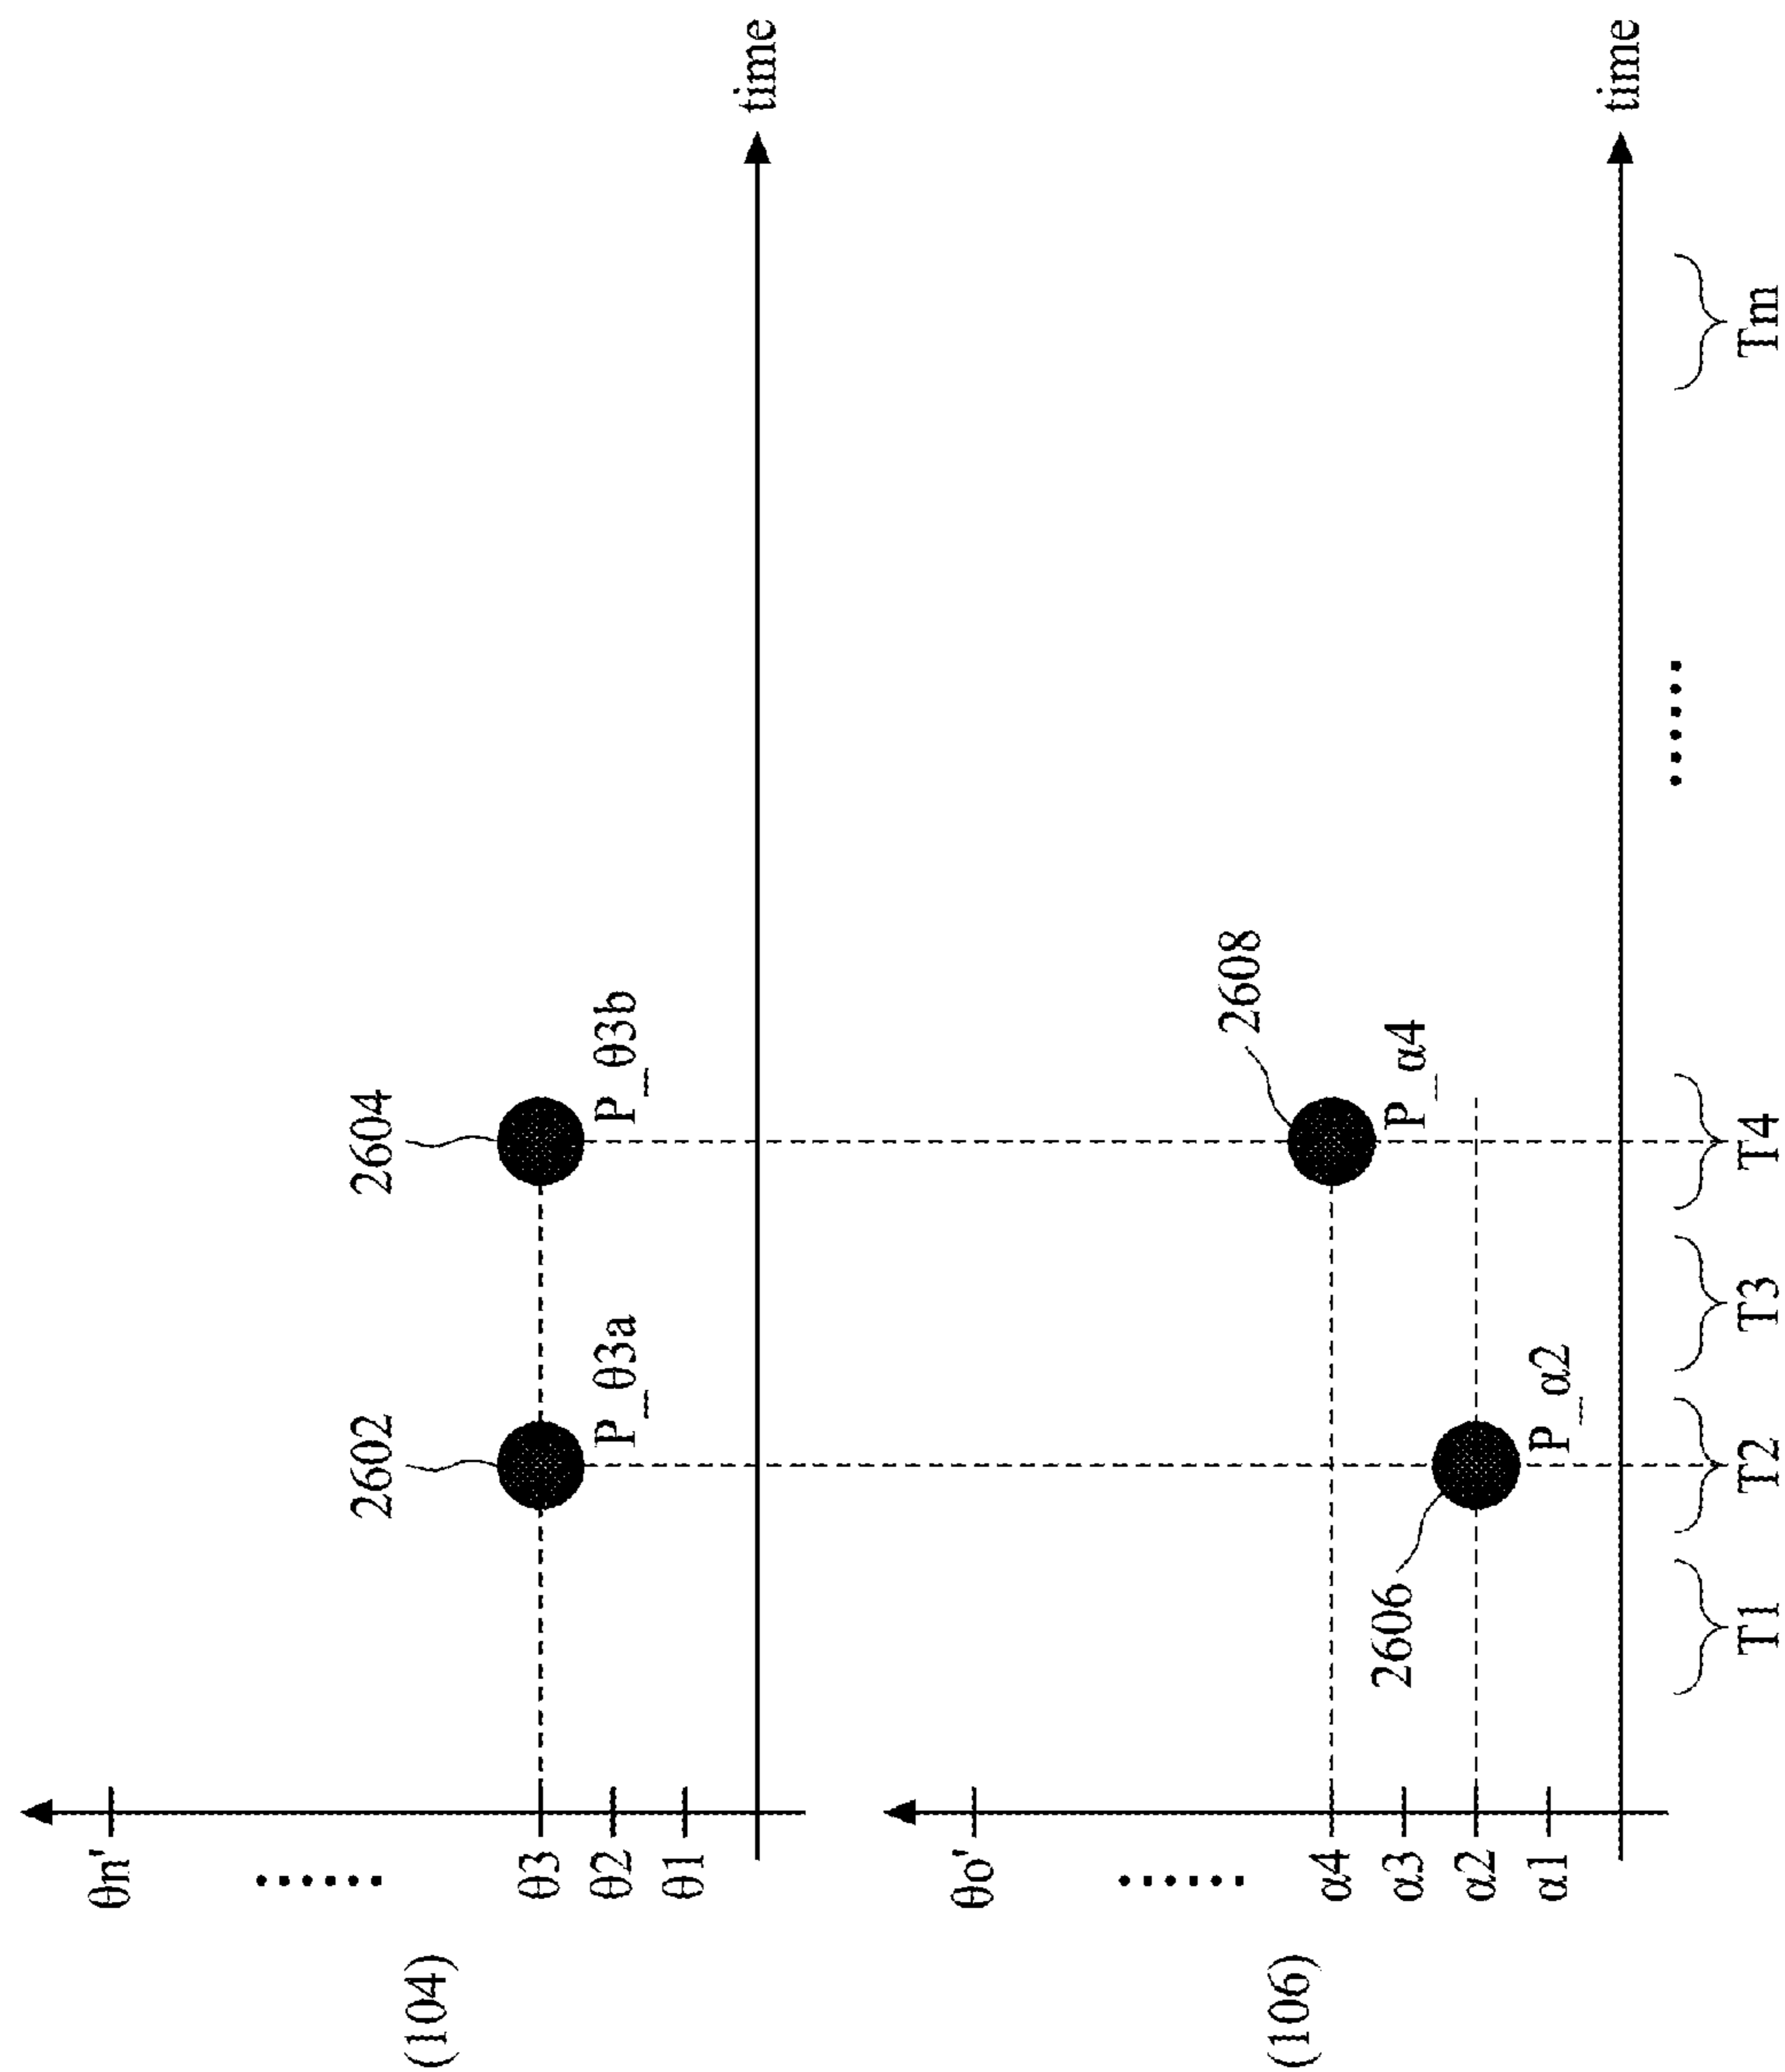 (104)
θn'
......
θ3
θ2
θ1
2602
2604
P_θ3a
P_θ3b
time
(106)
θo'
......
α4
α3
α2
α1
2606
2608
P_α2
P_α4
time
T1
T2
T3
T4
......
Tm